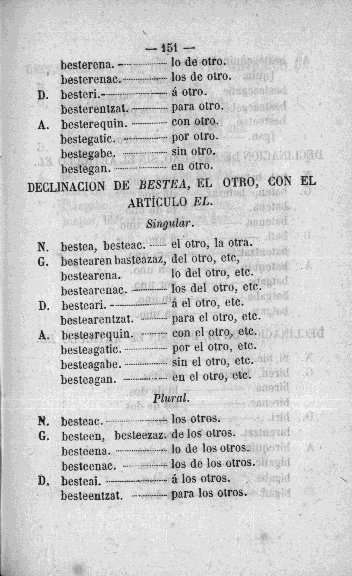 — 151 —
besterena. ———— lo de otro.
besterenac. ———— los de otro.
D. besteri. ———— á otro.
besterentzat. ———— para otro.
A. besterequin. ———— con otro.
bestegatic. ———— por otro.
bestegabe. ———— sin otro.
bestegan. ———— en otro.
DECLINACION DE BESTEA, EL OTRO, CON EL
ARTÍCULO EL.
Singular.
N. bestea, besteac. —— el otro, la otra.
G. bestearen basteazaz, del otro, etc,
bestearena. ———— lo del otro, etc.
bestearenac. ———— los del otro, etc.
D. besteari. ———— á el otro, etc.
bestearentzat. ———— para el otro, etc.
A. bestearequin. ———— con el otro, etc.
besteagatic. ———— por el otro, etc.
besteagabe. ———— sin el otro, etc.
besteagan. ———— en el otro, etc.
Plural.
N. besteac. ———— los otros.
G. besteen, besteezaz. de los otros.
besteena. ———— lo de los otros.
besteenac. ———— los de los otros.
D. besteai. ———— á los otros.
besteentzat. ———— para los otros.